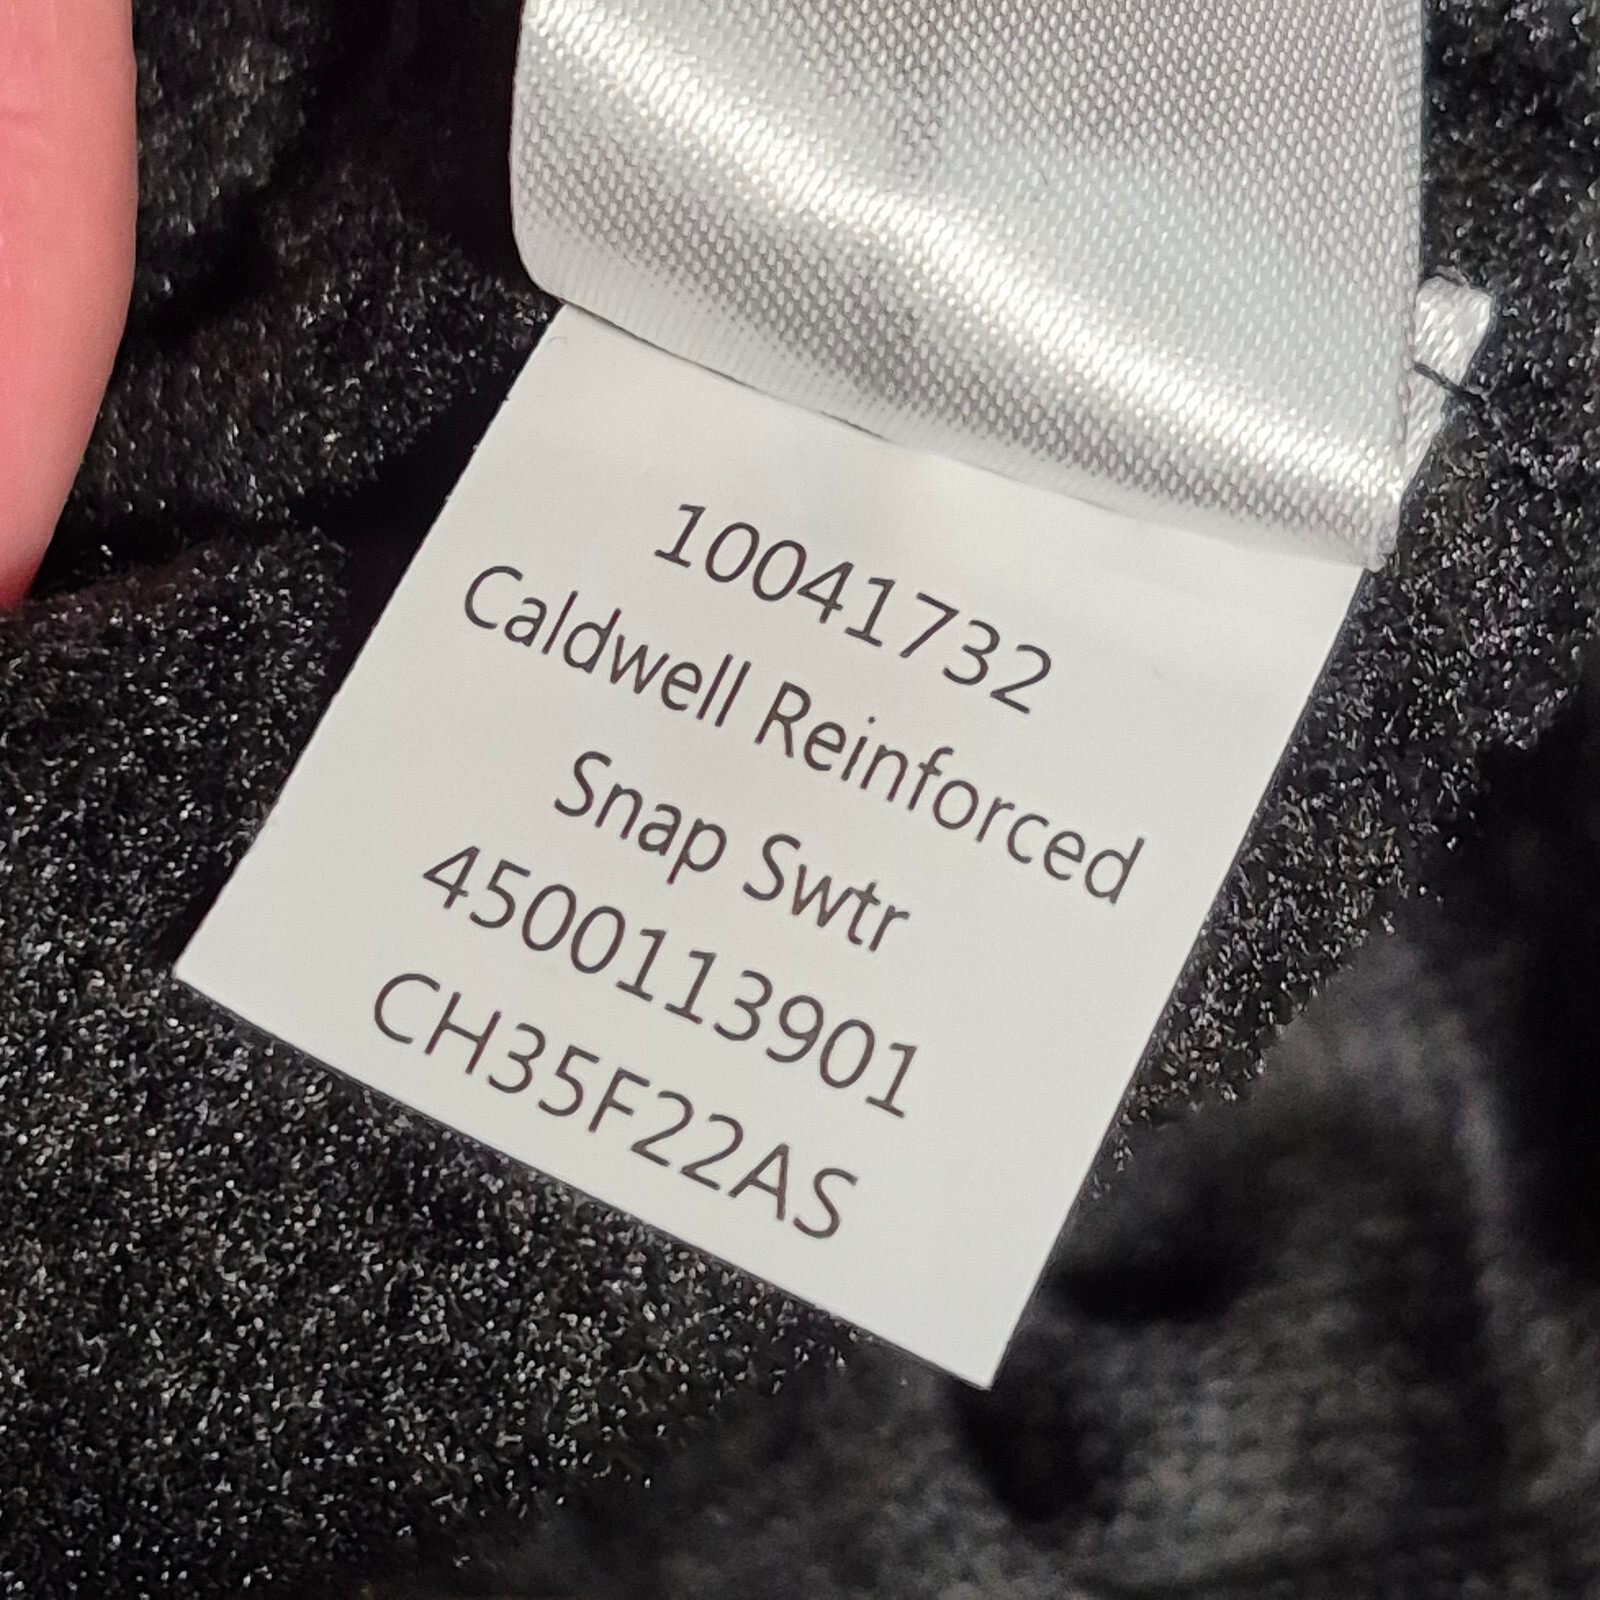 10041732
Caldwell Reinforced
Snap Swtr
4500113901
CH35F22AS